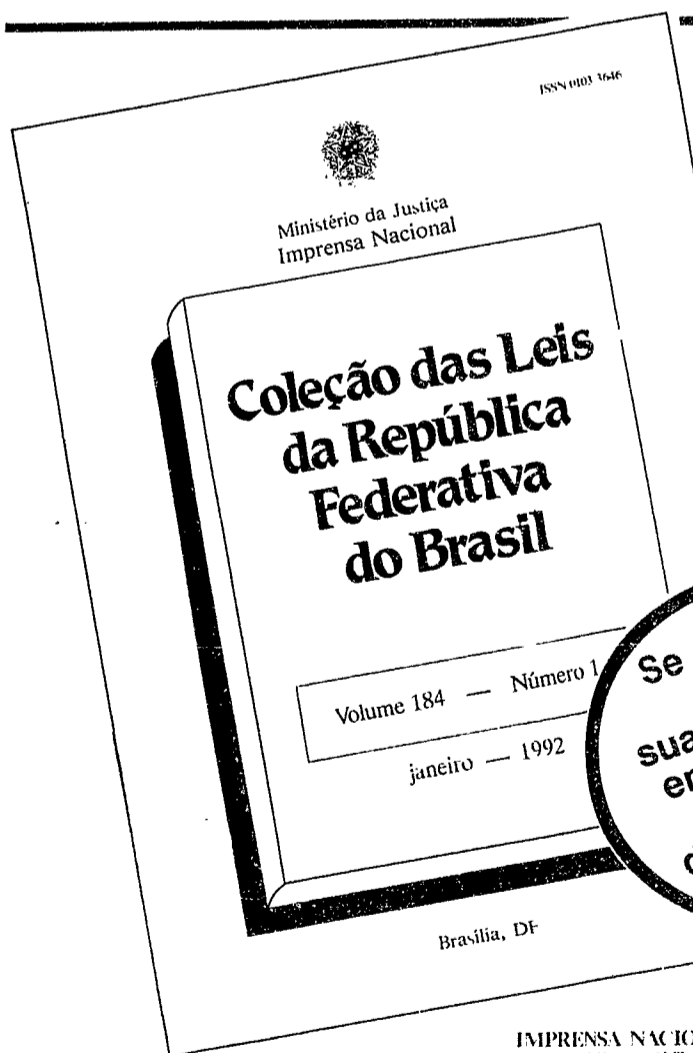 ISSN 0103-3646
Ministério da Justiça
Imprensa Nacional
Coleção das Leis
da República
Federativa
do Brasil
Volume 184 — Número 1
janeiro — 1992
Se
sua
Brasília, DF
IMPRENSA NACIO